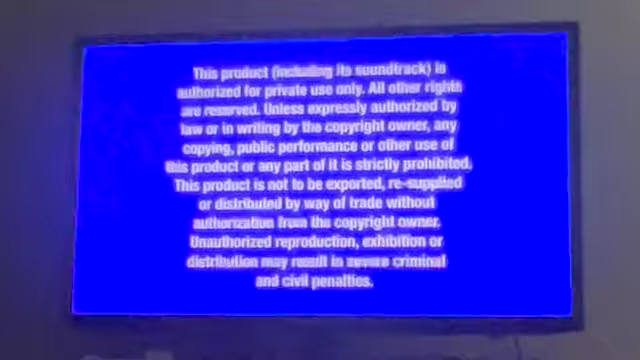 This product (including its soundtrack) is
authorized for private use only. All other rights
are reserved. Unless expressly authorized by
law or in writing by the copyright owner, any
copying, public performance or other use of
this product or any part of it is strictly prohibited.
This product is not to be exported, re-supplied
or distributed by way of trade without
authorization from the copyright owner.
Unauthorized reproduction, exhibition or
distribution may result in severe criminal
and civil penalties.